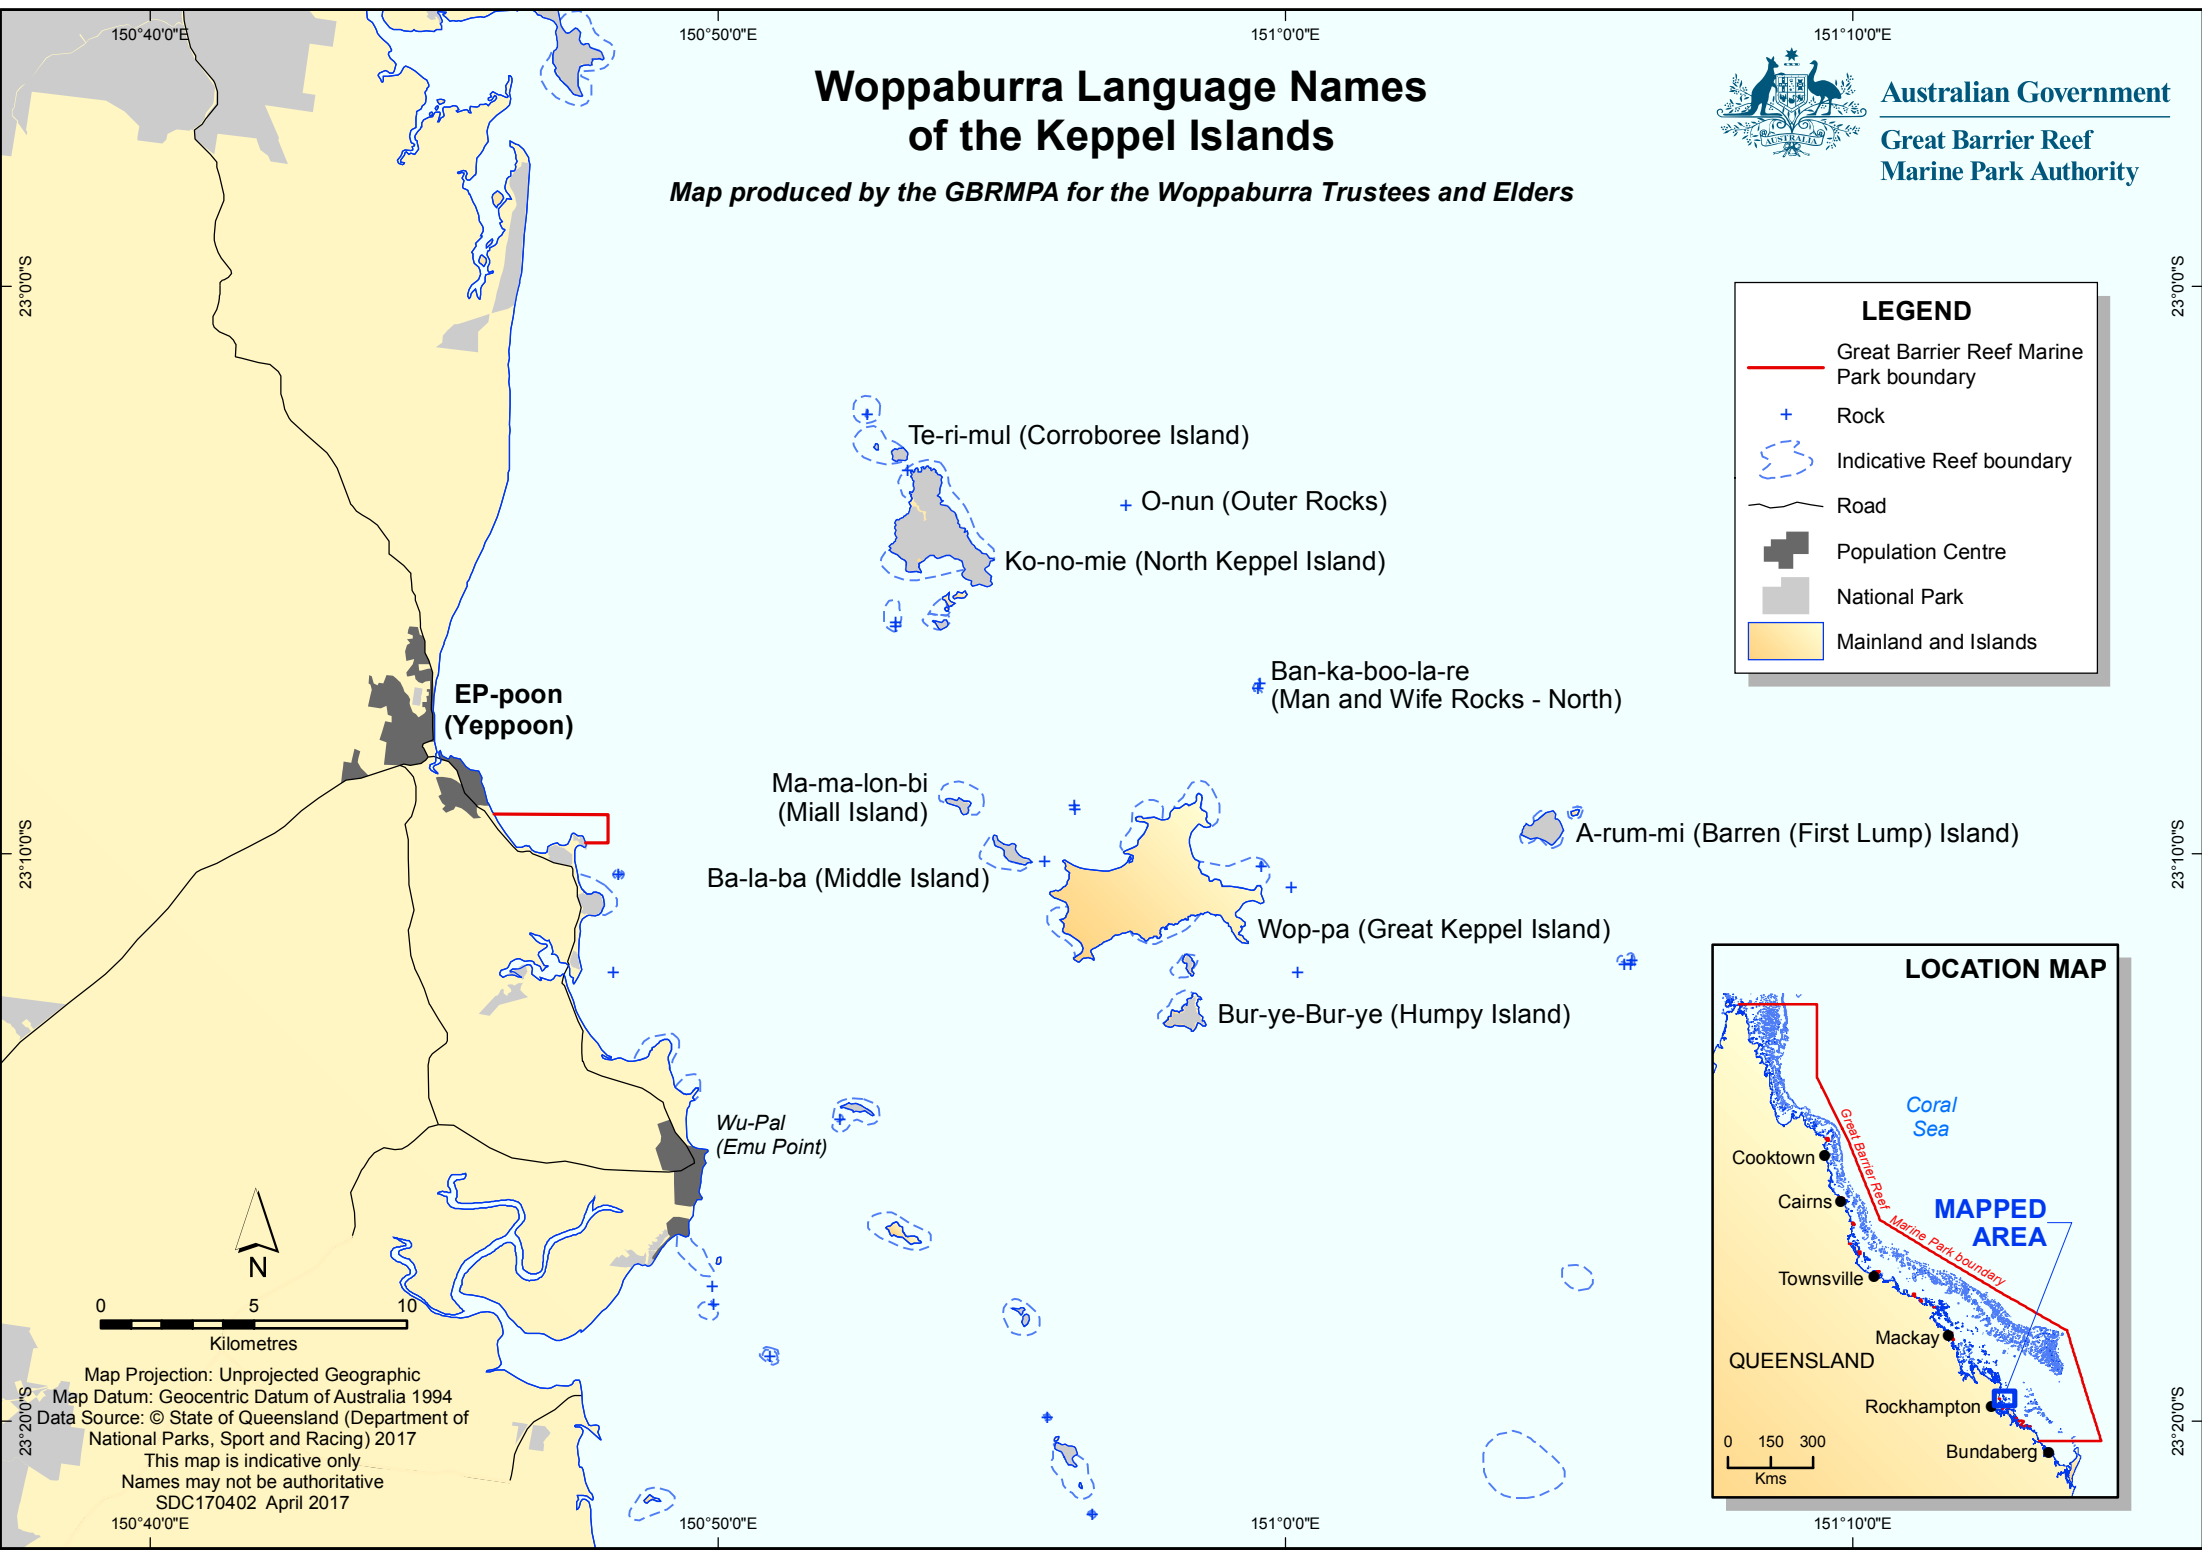 150°40'0"E
150°50'0"E
151°0'0"E
151°10'0"E
Woppaburra Language Names
of the Keppel Islands
Map produced by the GBRMPA for the Woppaburra Trustees and Elders
AUSTRALIA
Australian Government
Great Barrier Reef
Marine Park Authority
23°0'0"S
23°0'0"S
LEGEND
Great Barrier Reef Marine
Park boundary
Rock
Indicative Reef boundary
Road
Population Centre
National Park
Mainland and Islands
Te-ri-mul (Corroboree Island)
O-nun (Outer Rocks)
Ko-no-mie (North Keppel Island)
Ban-ka-boo-la-re
(Man and Wife Rocks - North)
EP-poon
(Yeppoon)
Ma-ma-lon-bi
(Miall Island)
A-rum-mi (Barren (First Lump) Island)
23°10'0"S
23°10'0"S
Ba-la-ba (Middle Island)
Wop-pa (Great Keppel Island)
Bur-ye-Bur-ye (Humpy Island)
Wu-Pal
(Emu Point)
LOCATION MAP
Coral
Sea
Great Barrier Reef
Marine Park boundary
Cooktown
Cairns
MAPPED
AREA
Townsville
Mackay
QUEENSLAND
Rockhampton
Bundaberg
0 150 300
Kms
N
0 5 10
Kilometres
Map Projection: Unprojected Geographic
Map Datum: Geocentric Datum of Australia 1994
Data Source: © State of Queensland (Department of
National Parks, Sport and Racing) 2017
This map is indicative only
Names may not be authoritative
SDC170402 April 2017
23°20'0"S
23°20'0"S
150°40'0"E
150°50'0"E
151°0'0"E
151°10'0"E